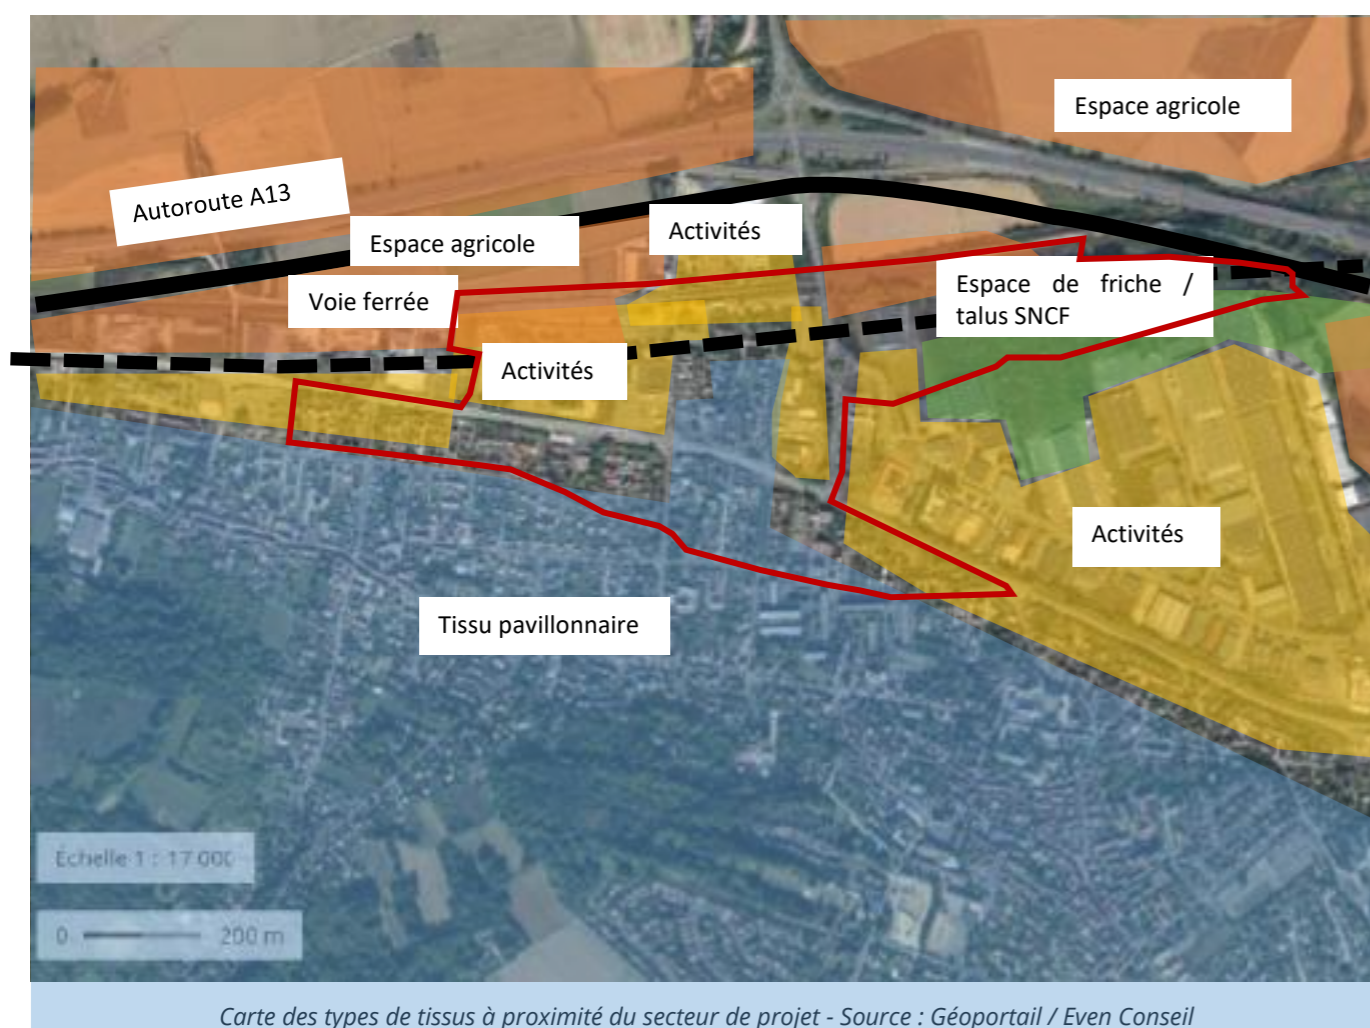 Espace agricole
Autoroute A13
Activités
Espace agricole
Voie ferrée
Espace de friche /
talus SNCF
Activités
Activités
Tissu pavillonnaire
Echelle 1 : 17 000
0 200 m
Carte des types de tissus à proximité du secteur de projet - Source : Géoportail / Even Conseil